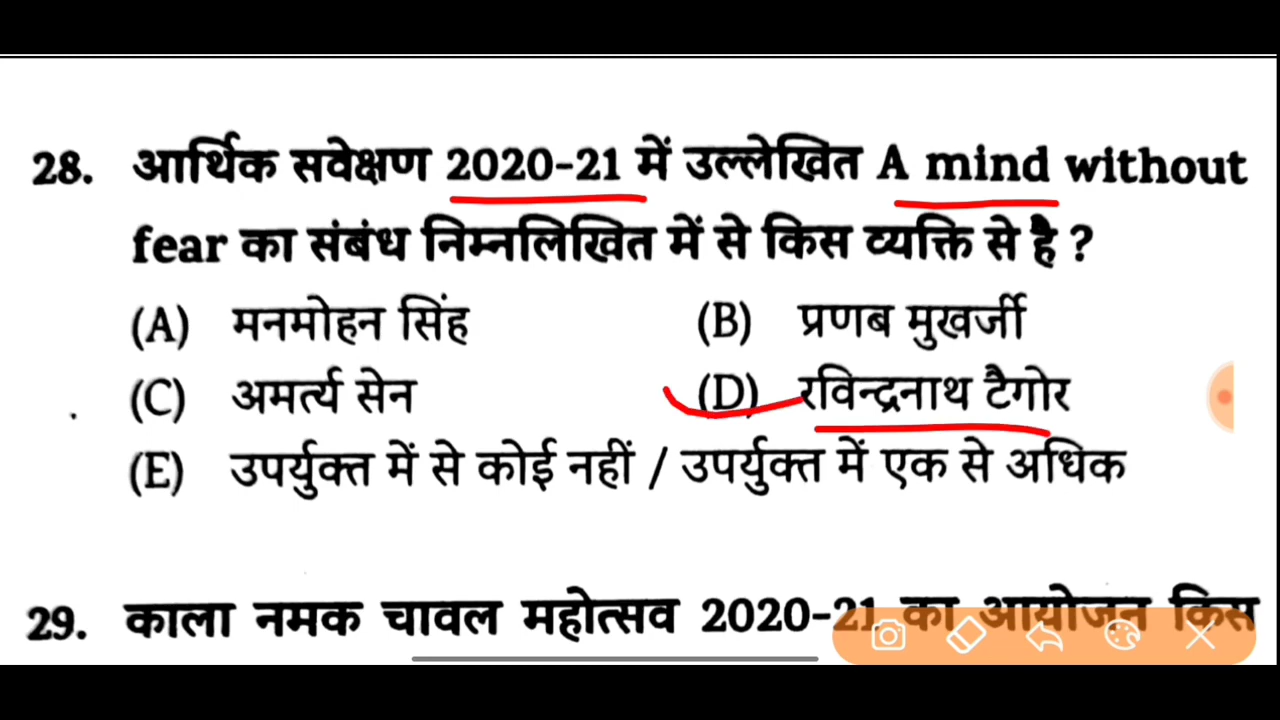 28. आर्थिक सवेक्षण 2020-21 में उल्लेखित A mind without
fear का संबंध निम्नलिखित में से किस व्यक्ति से है ?
(A) मनमोहन सिंह (B) प्रणब मुखर्जी
(C) अमर्त्य सेन (D) रविन्द्रनाथ टैगोर
(E) उपर्युक्त में से कोई नहीं / उपर्युक्त में एक से अधिक
29. काला नमक चावल महोत्सव 2020-21 का आयोजन किस